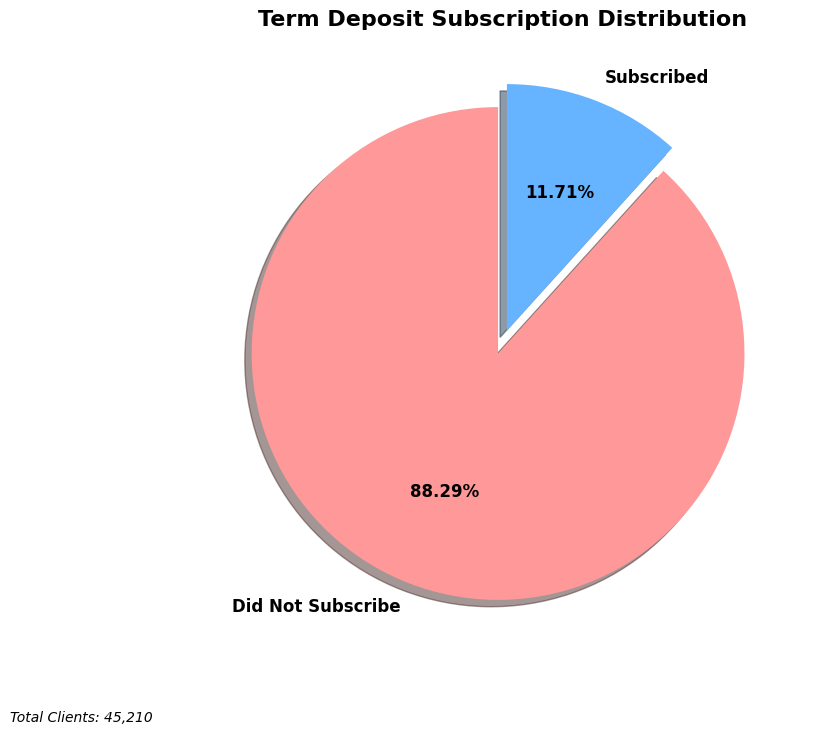 Term Deposit Subscription Distribution
Subscribed
11.71%
88.29%
Did Not Subscribe
Total Clients: 45,210